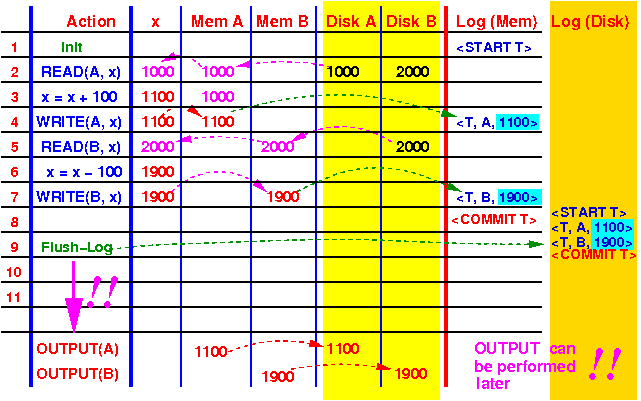 Action x Mem A Mem B Disk A Disk B Log (Mem) Log (Disk)
1 Init <START T>
2 READ(A, x) 1000 1000 1000 2000
3 x = x + 100 1100 1000
4 WRITE(A, x) 1100 1100 <T, A, 1100>
5 READ(B, x) 2000 2000 2000
6 x = x − 100 1900
7 WRITE(B, x) 1900 1900 <T, B, 1900>
8 <COMMIT T> <START T>
<T, A, 1100>
9 Flush−Log <T, B, 1900>
<COMMIT T>
10
!!
11
OUTPUT(A) 1100 1100 OUTPUT can
be performed !!
OUTPUT(B) 1900 1900 later